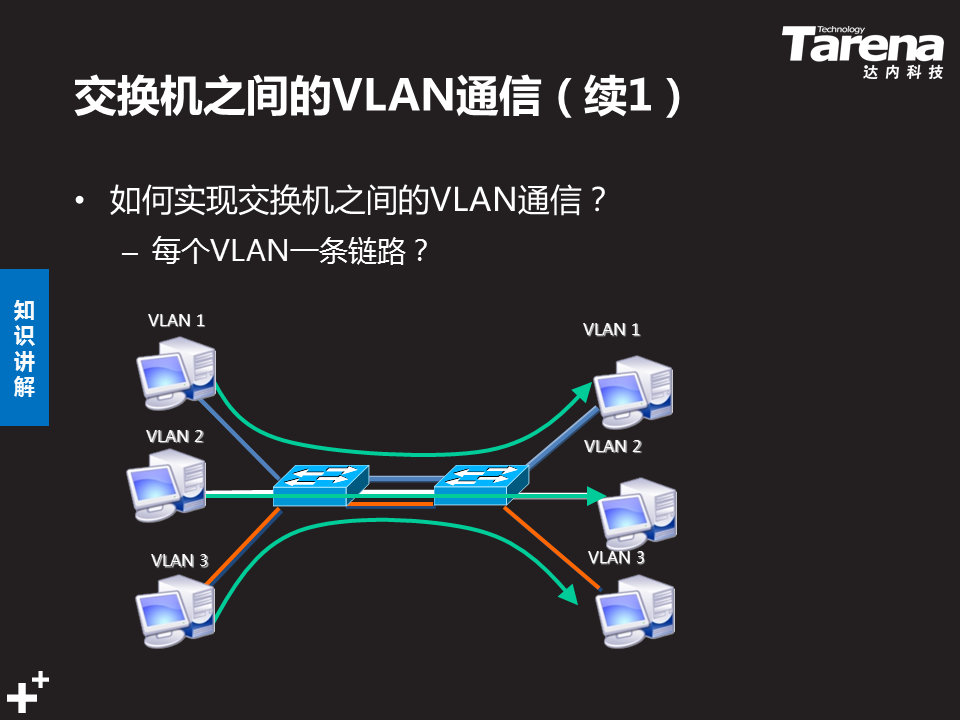 Technology
Tarena
达内科技
交换机之间的VLAN通信（续1）
• 如何实现交换机之间的VLAN通信？
– 每个VLAN一条链路？
知识讲解
VLAN 1
VLAN 1
VLAN 2
VLAN 2
VLAN 3
VLAN 3